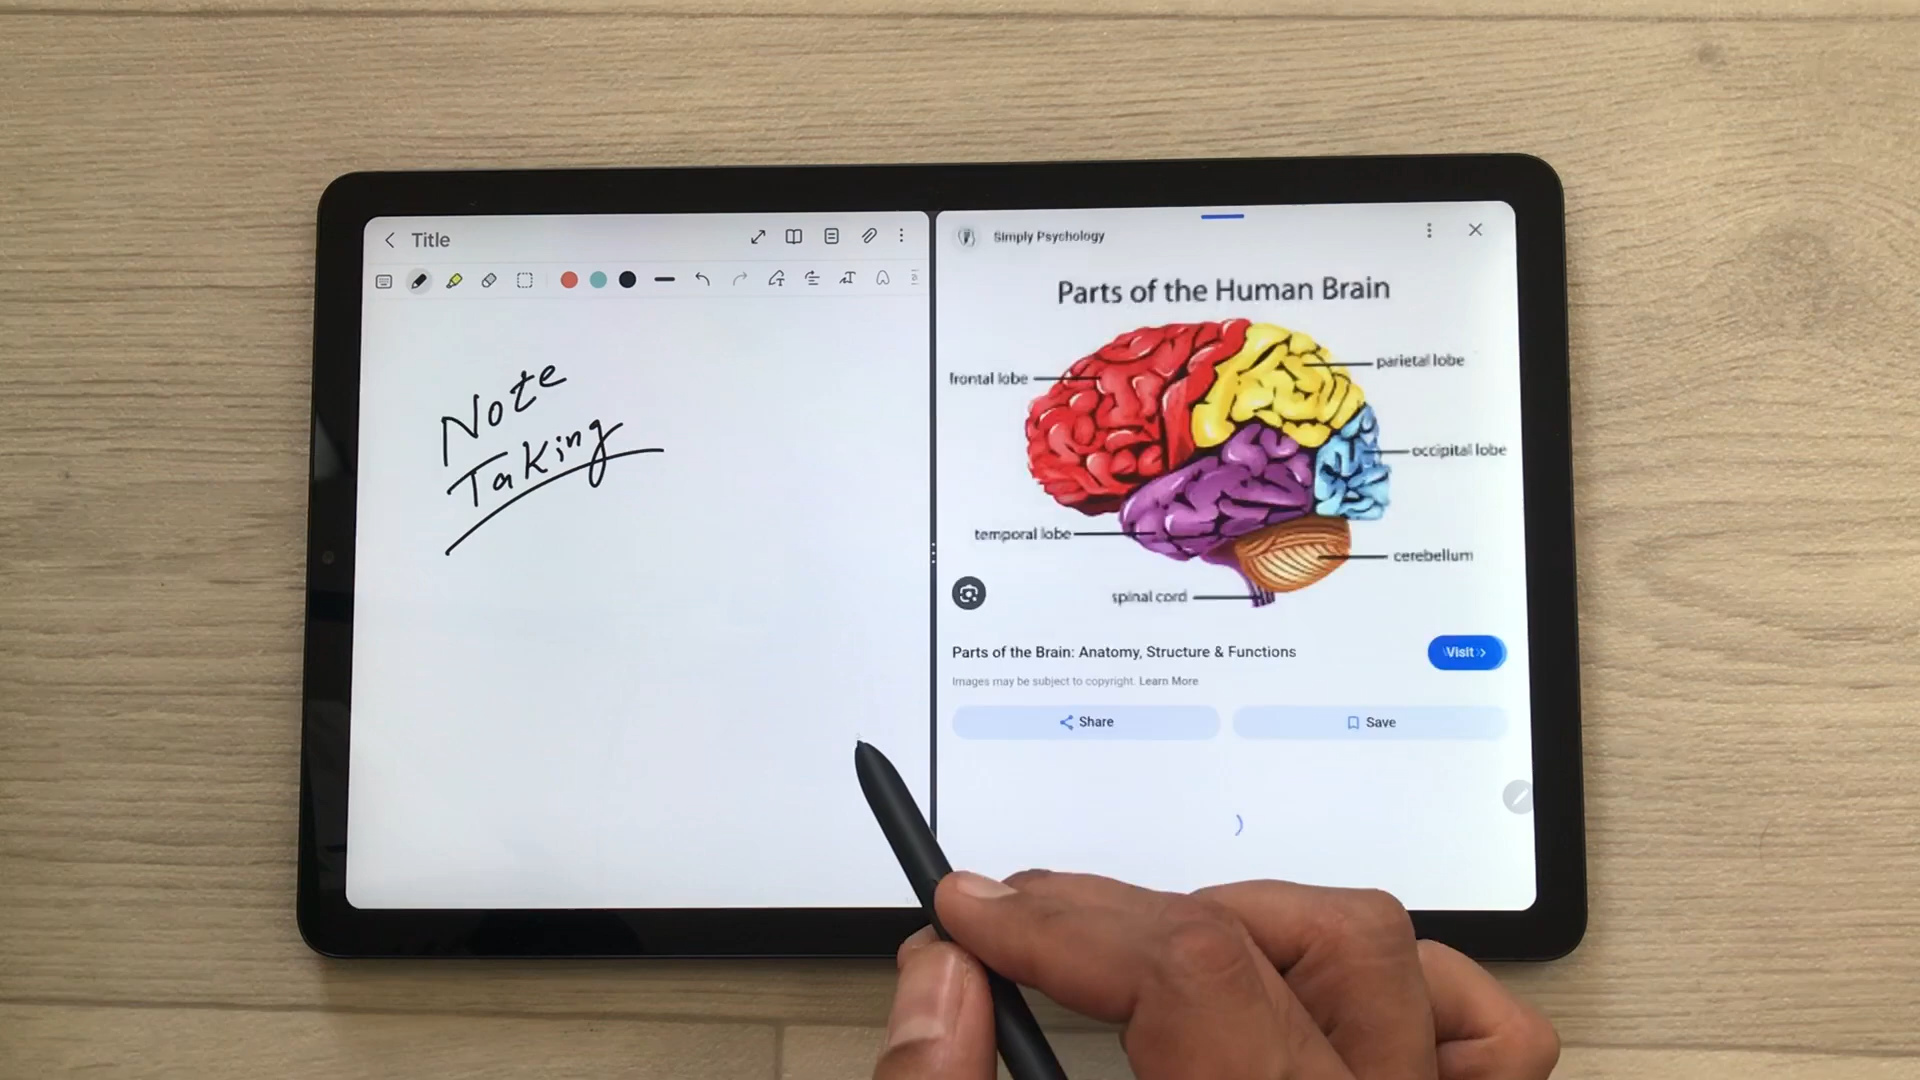 Title
Note
Taking
Simply Psychology
Parts of the Human Brain
frontal lobe
parietal lobe
occipital lobe
temporal lobe
cerebellum
spinal cord
Parts of the Brain: Anatomy, Structure & Functions
Visit
Images may be subject to copyright. Learn More
Share
Save